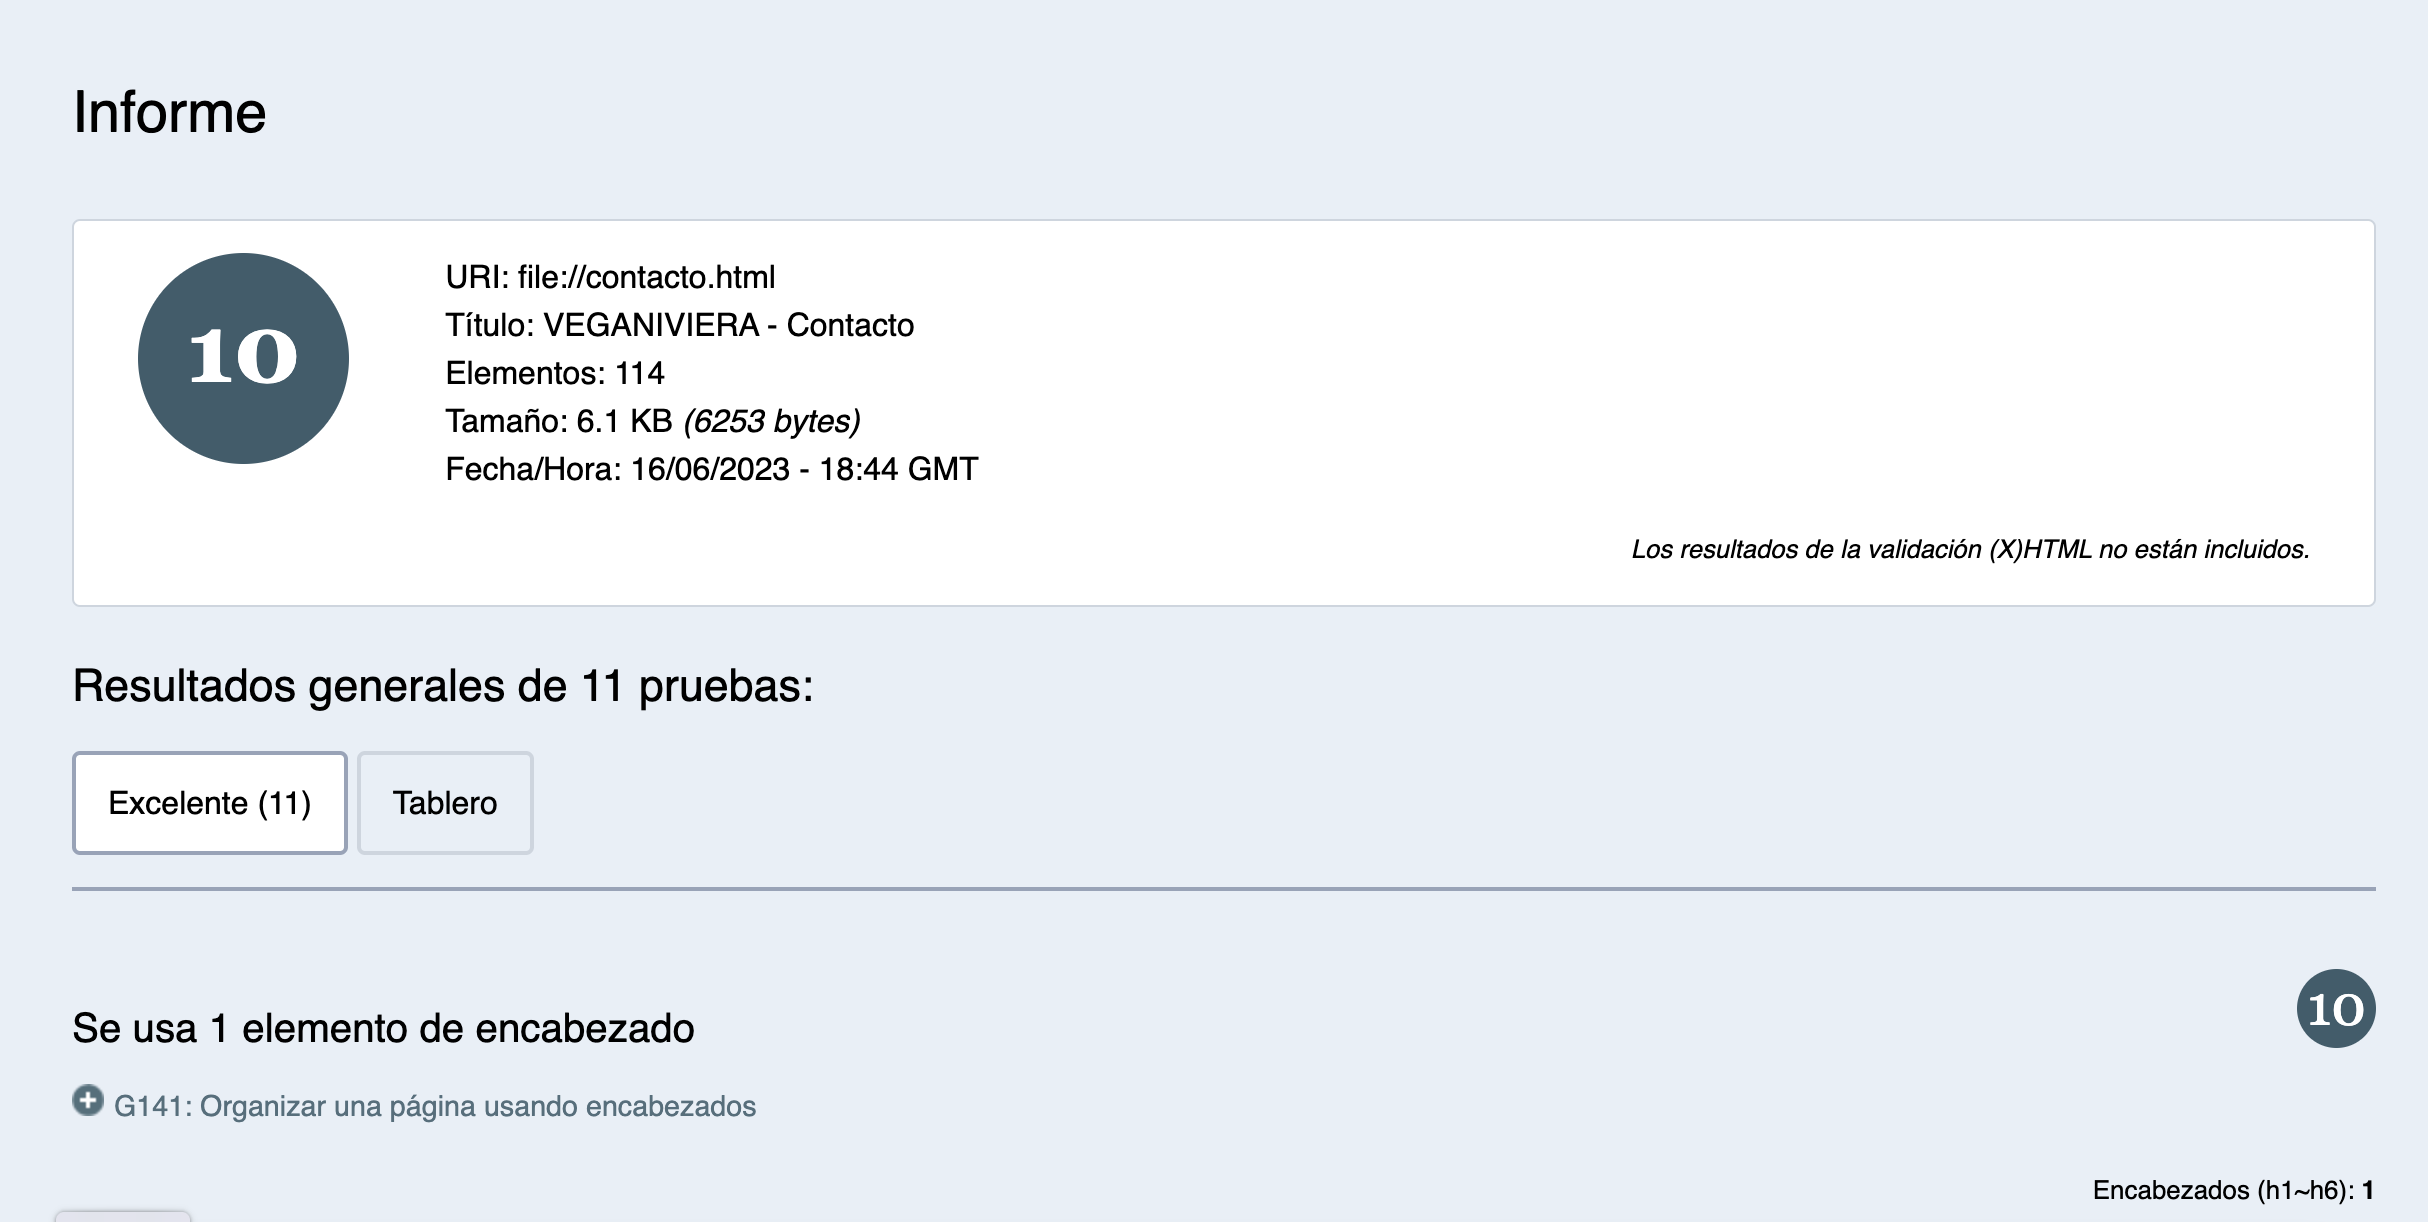 Informe
10
URI: file://contacto.html
Título: VEGANIVIERA - Contacto
Elementos: 114
Tamaño: 6.1 KB (6253 bytes)
Fecha/Hora: 16/06/2023 - 18:44 GMT
Los resultados de la validación (X)HTML no están incluidos.
Resultados generales de 11 pruebas:
Excelente (11)
Tablero
Se usa 1 elemento de encabezado
10
G141: Organizar una página usando encabezados
Encabezados (h1~h6): 1